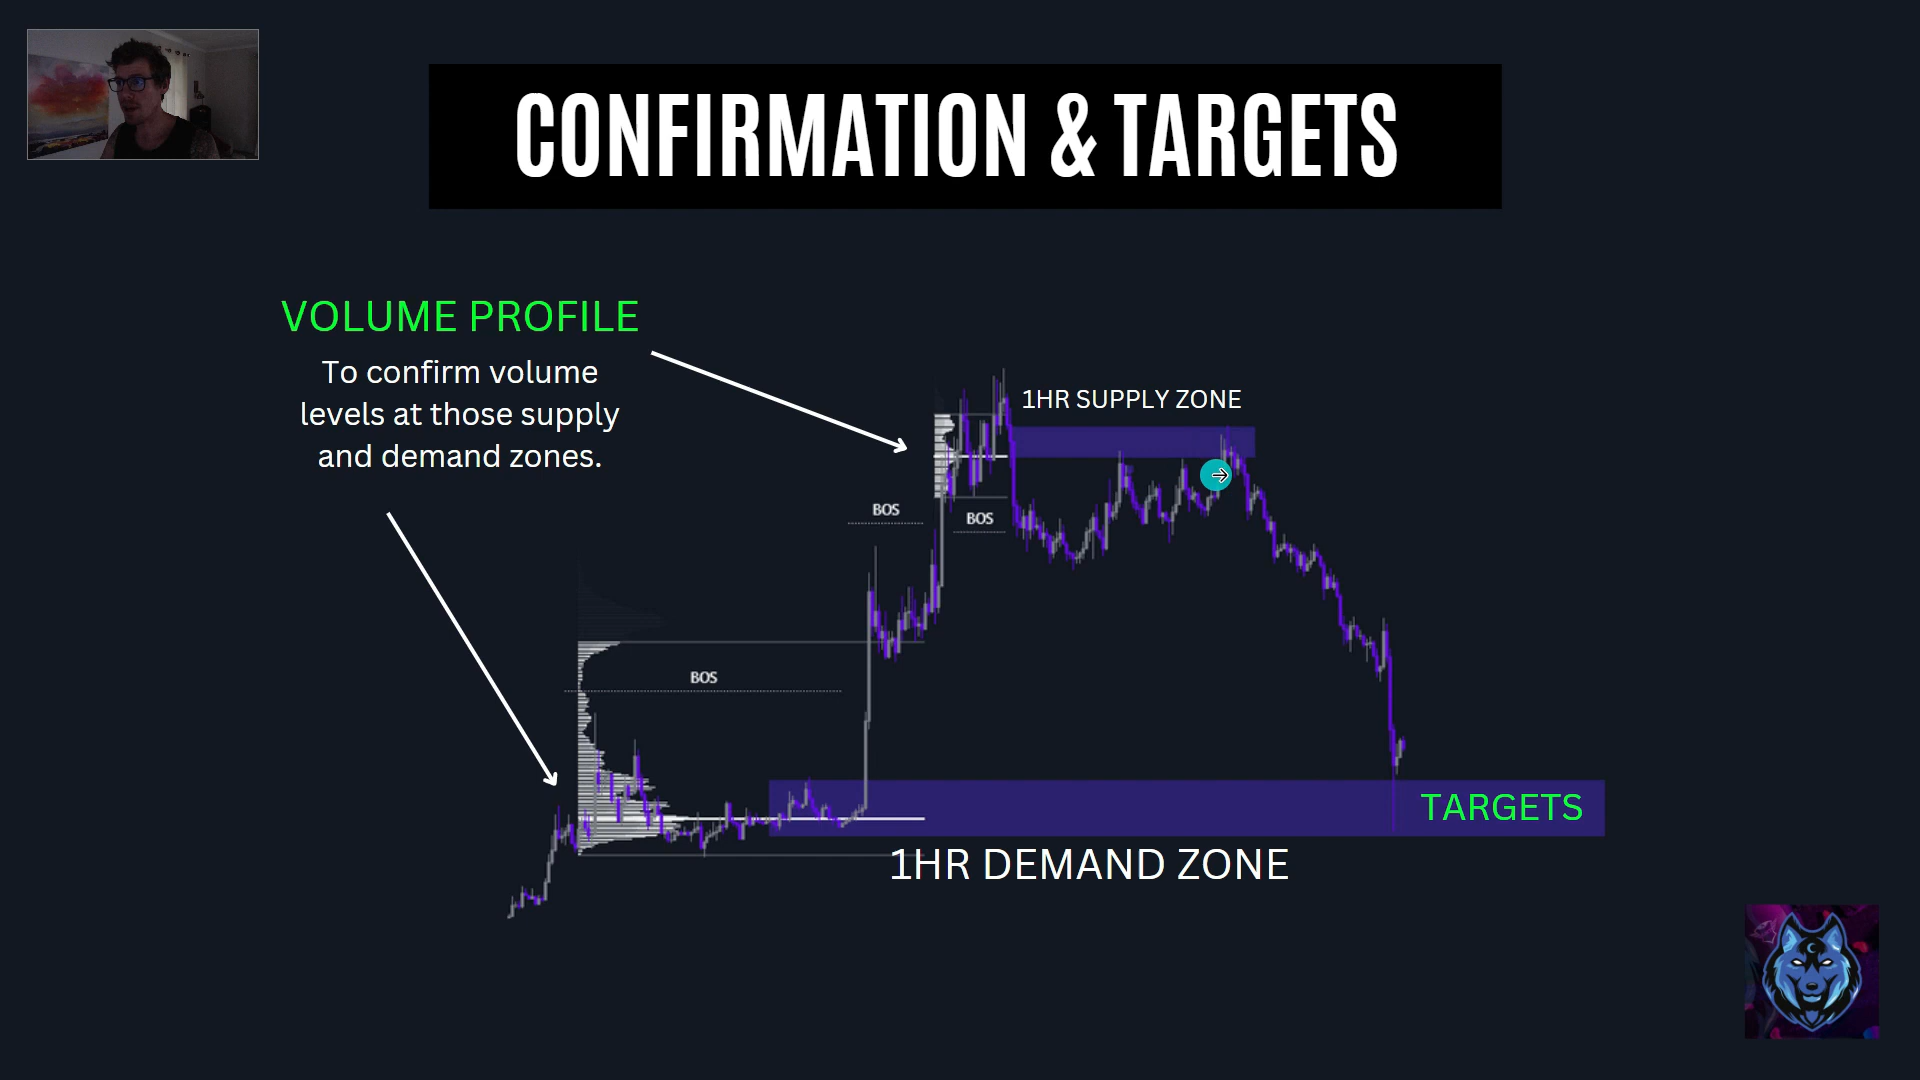 CONFIRMATION & TARGETS
VOLUME PROFILE
To confirm volume
levels at those supply
and demand zones.
1HR SUPPLY ZONE
BOS
BOS
BOS
TARGETS
1HR DEMAND ZONE